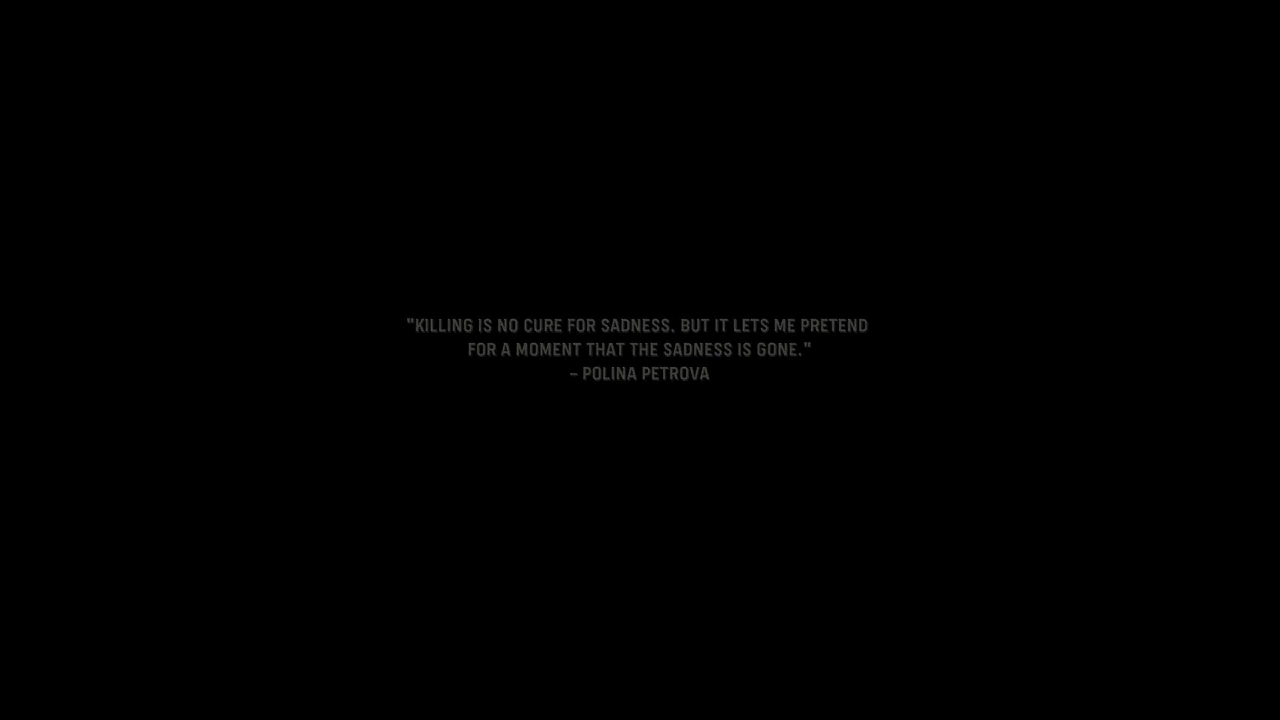 "KILLING IS NO CURE FOR SADNESS. BUT IT LETS ME PRETEND
FOR A MOMENT THAT THE SADNESS IS GONE."
– POLINA PETROVA